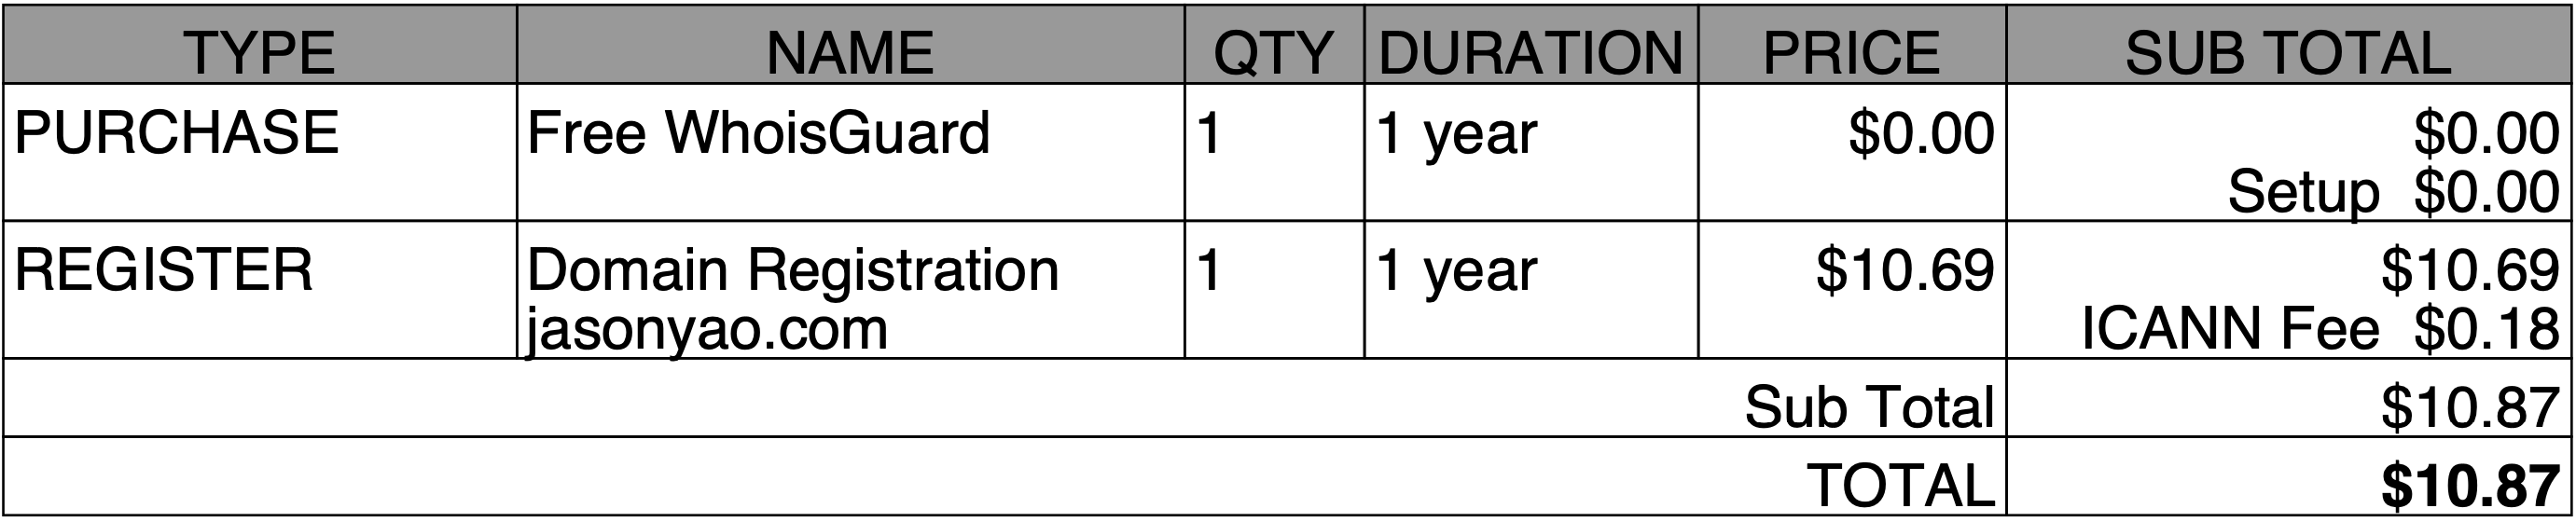 TYPE NAME QTY DURATION PRICE SUB TOTAL
PURCHASE Free WhoisGuard 1 1 year $0.00 $0.00
Setup $0.00
REGISTER Domain Registration 1 1 year $10.69 $10.69
jasonyao.com ICANN Fee $0.18
Sub Total $10.87
TOTAL $10.87